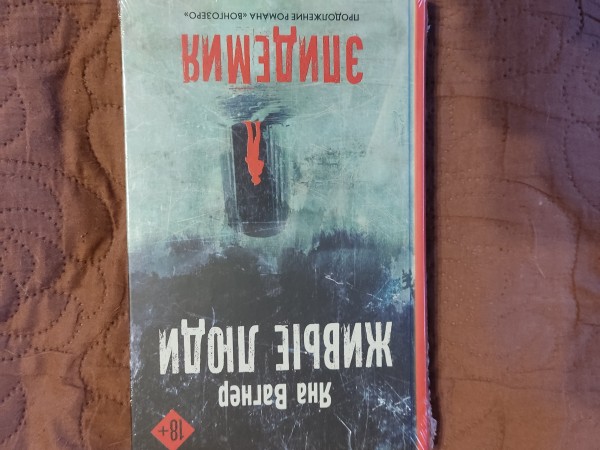 18+
Яна Вагнер
ЖИВЫЕ ЛЮДИ
ЭПИДЕМИЯ
ПРОДОЛЖЕНИЕ РОМАНА «ВОНГОЗЕРО»